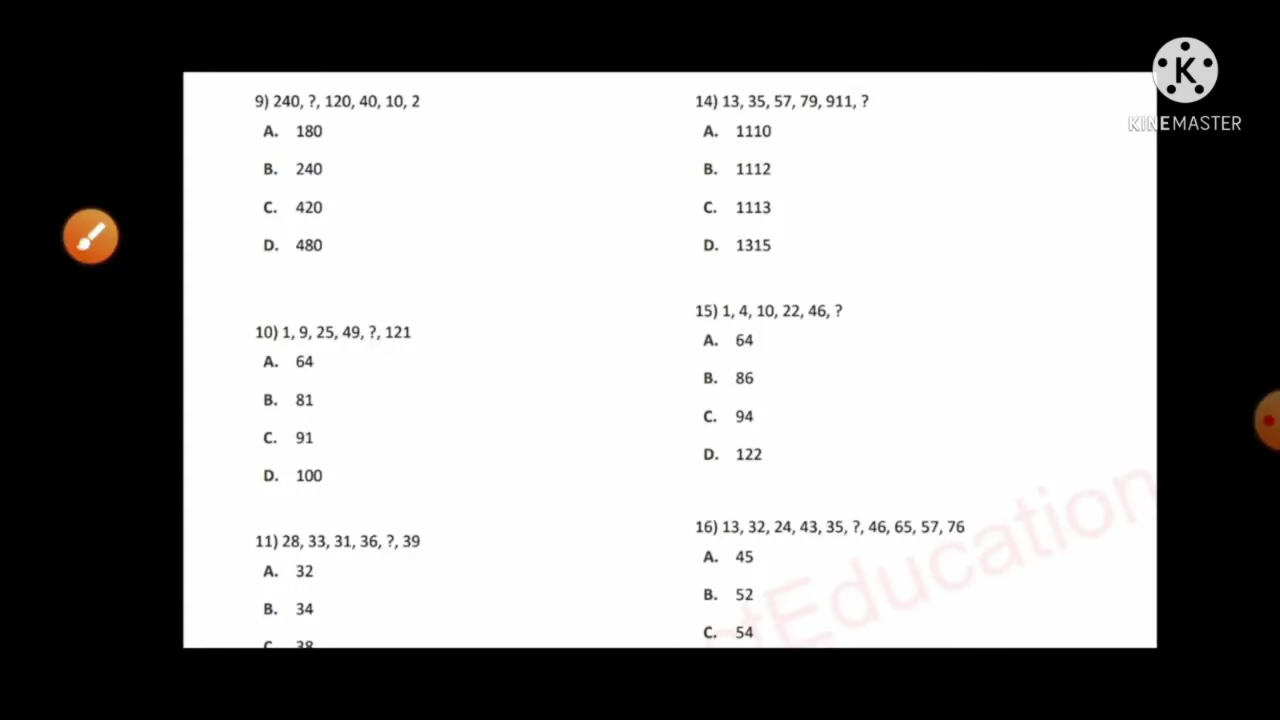 9) 240, ?, 120, 40, 10, 2
A. 180
B. 240
C. 420
D. 480
10) 1, 9, 25, 49, ?, 121
A. 64
B. 81
C. 91
D. 100
11) 28, 33, 31, 36, ?, 39
A. 32
B. 34
C. 38
14) 13, 35, 57, 79, 911, ?
A. 1110
B. 1112
C. 1113
D. 1315
15) 1, 4, 10, 22, 46, ?
A. 64
B. 86
C. 94
D. 122
16) 13, 32, 24, 43, 35, ?, 46, 65, 57, 76
A. 45
B. 52
C. 54
K
KINEMASTER